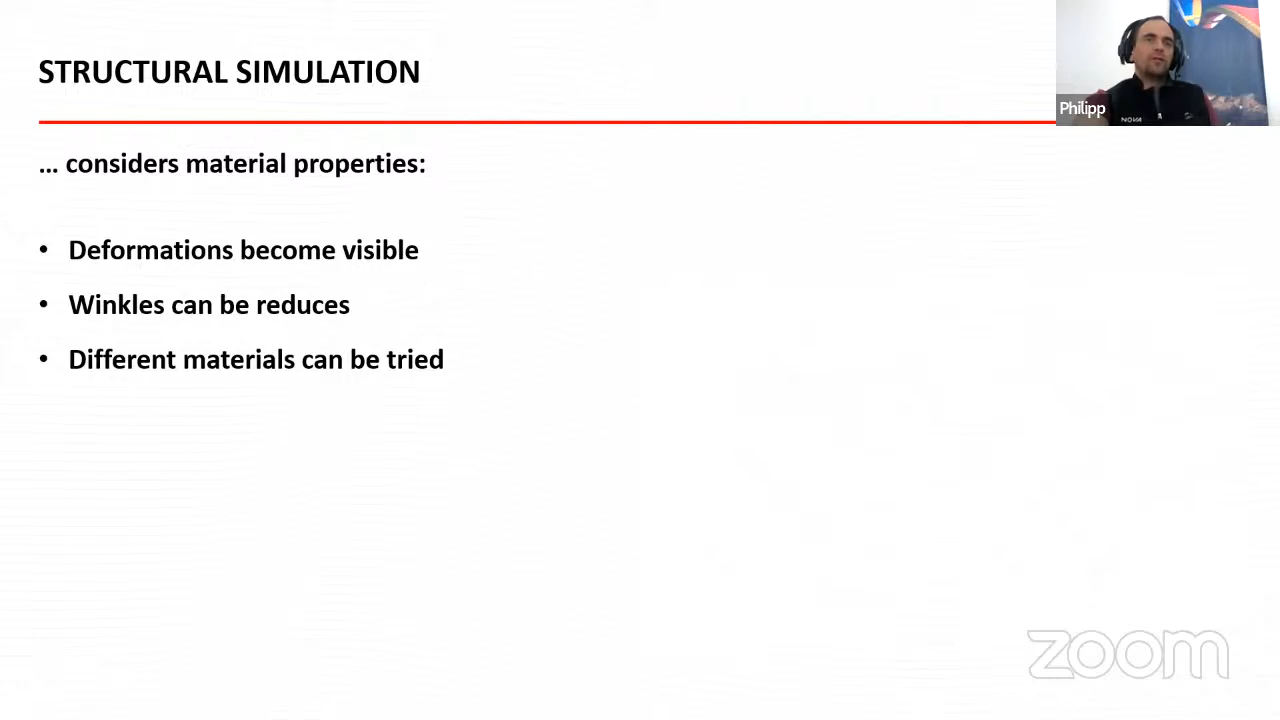 STRUCTURAL SIMULATION
Philipp
NOVA
... considers material properties:
• Deformations become visible
• Winkles can be reduces
• Different materials can be tried
zoom